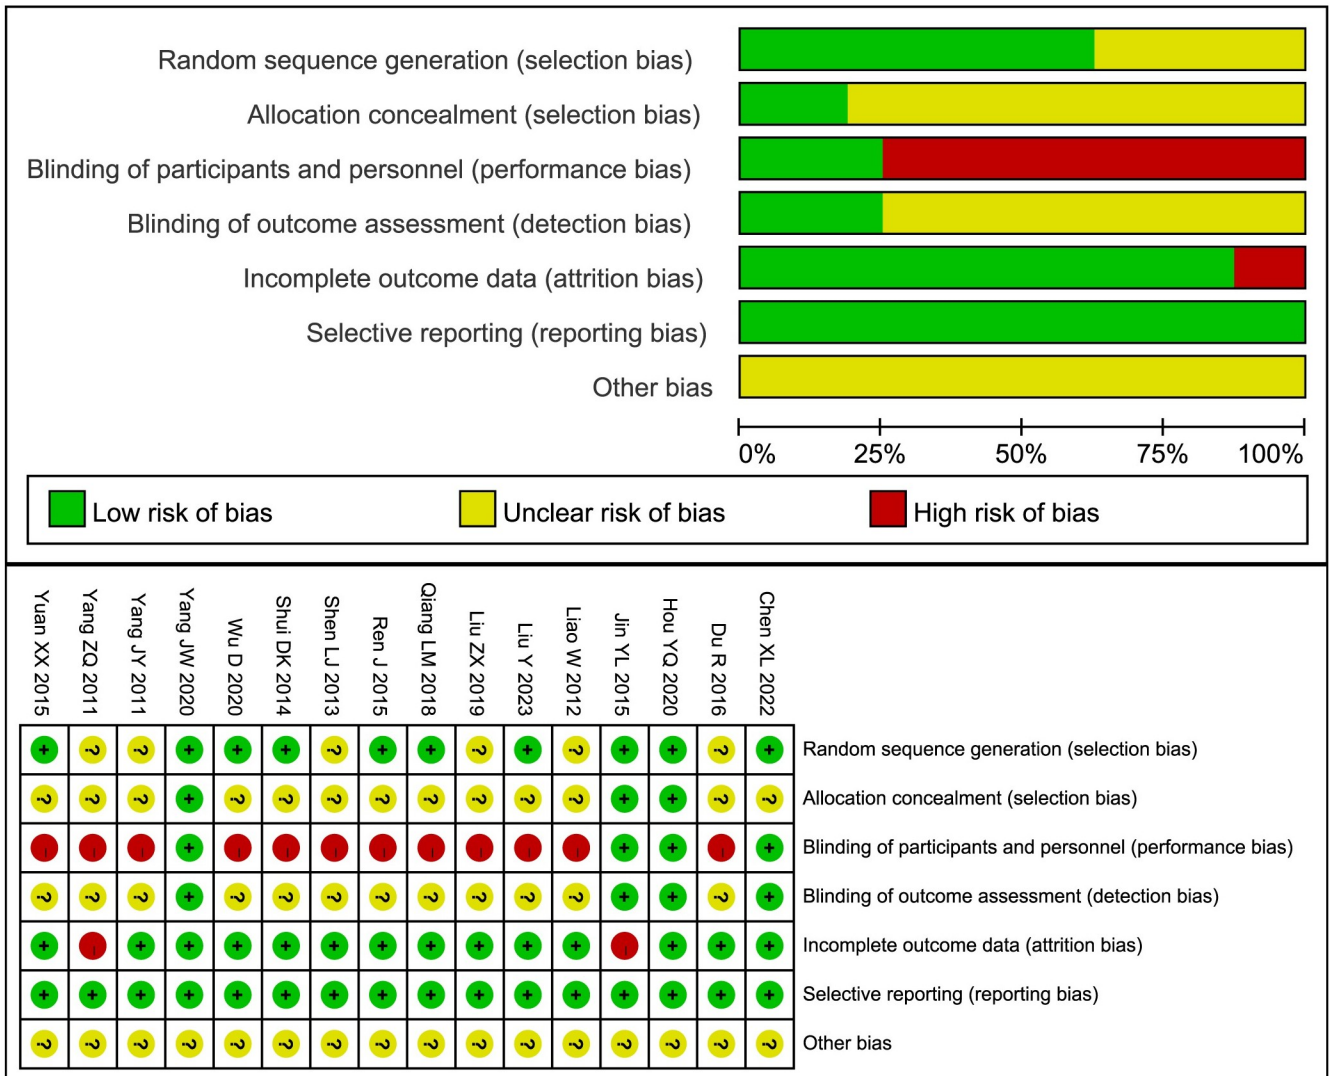 Random sequence generation (selection bias)
Allocation concealment (selection bias)
Blinding of participants and personnel (performance bias)
Blinding of outcome assessment (detection bias)
Incomplete outcome data (attrition bias)
Selective reporting (reporting bias)
Other bias
0% 25% 50% 75% 100%
Low risk of bias Unclear risk of bias High risk of bias
Yuan XX 2015
Yang ZQ 2011
Yang JY 2011
Yang JW 2020
Wu D 2020
Shui DK 2014
Shen LJ 2013
Ren J 2015
Qiang LM 2018
Liu ZX 2019
Liu Y 2023
Liao W 2012
Jin YL 2015
Hou YQ 2020
Du R 2016
Chen XL 2022
+ ? ? + + + ? + + ? + ? + + ? + Random sequence generation (selection bias)
? ? ? + ? ? ? ? ? ? ? ? + + ? ? Allocation concealment (selection bias)
– – – + – – – – – – – – + + – + Blinding of participants and personnel (performance bias)
? ? ? + ? ? ? ? ? ? ? ? + + ? + Blinding of outcome assessment (detection bias)
+ – + + + + + + + + + + – + + + Incomplete outcome data (attrition bias)
+ + + + + + + + + + + + + + + + Selective reporting (reporting bias)
? ? ? ? ? ? ? ? ? ? ? ? ? ? ? ? Other bias